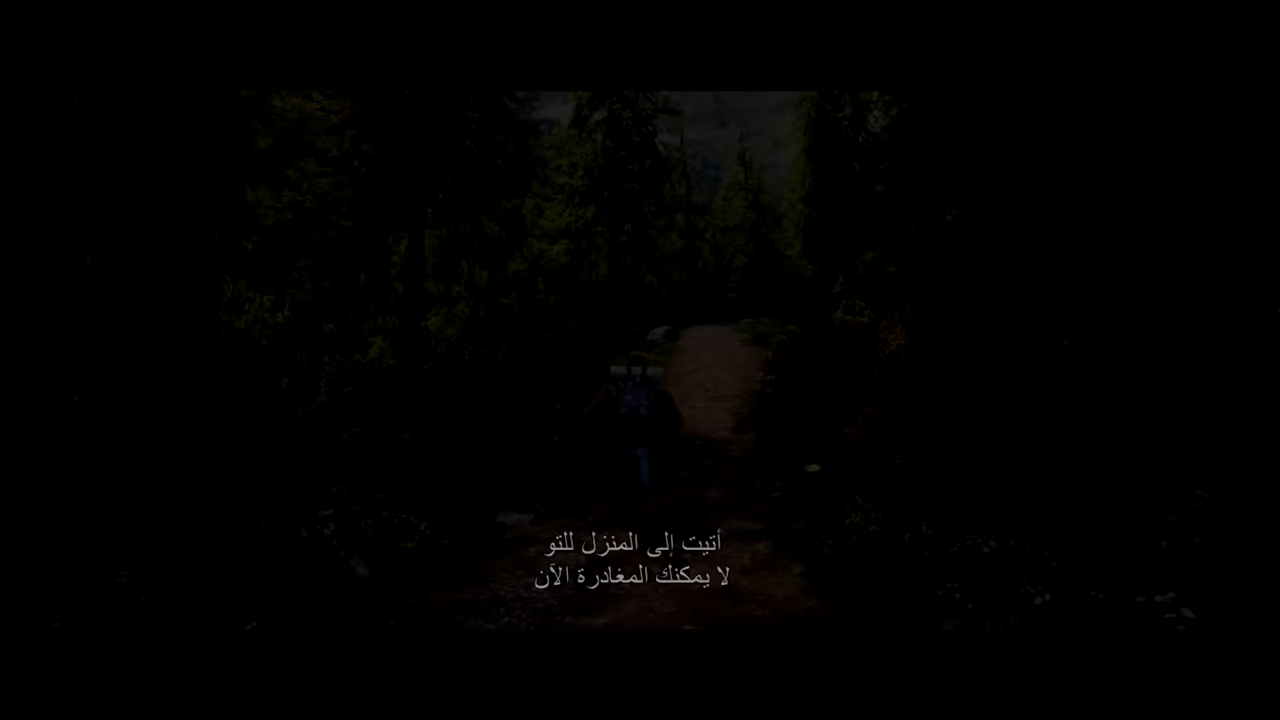 أتيت إلى المنزل للتو
لا يمكنك المغادرة الآن